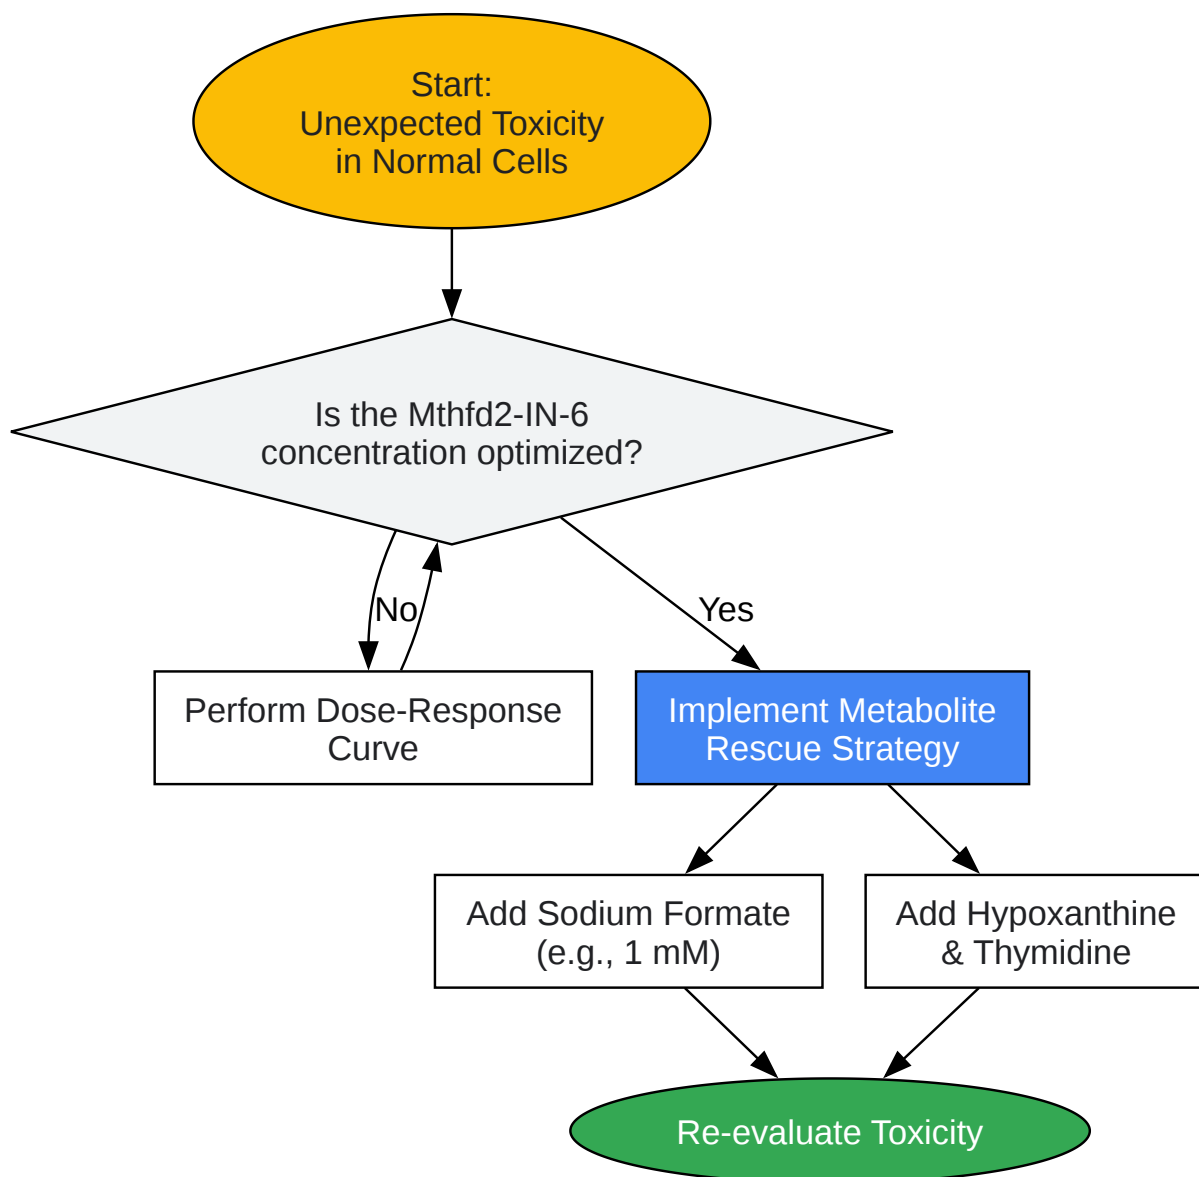 Start:
Unexpected Toxicity
in Normal Cells
Is the Mthfd2-IN-6
concentration optimized?
No
Yes
Perform Dose-Response
Curve
Implement Metabolite
Rescue Strategy
Add Sodium Formate
(e.g., 1 mM)
Add Hypoxanthine
& Thymidine
Re-evaluate Toxicity